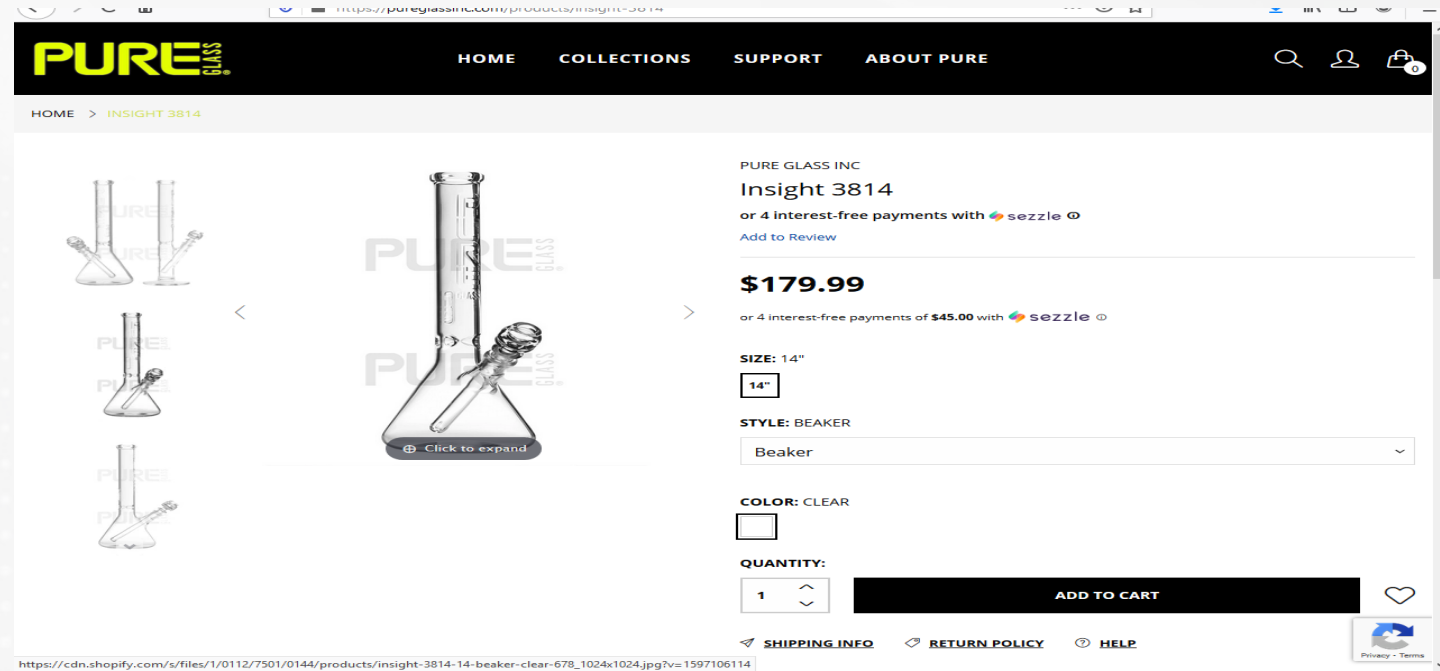 https://pureglassinc.com/products/insight-3814
PURE GLASS®
HOME
COLLECTIONS
SUPPORT
ABOUT PURE
0
HOME > INSIGHT 3814
PURE GLASS INC
Insight 3814
or 4 interest-free payments with sezzle
Add to Review
$179.99
or 4 interest-free payments of $45.00 with sezzle
SIZE: 14"
14"
STYLE: BEAKER
Beaker
COLOR: CLEAR
QUANTITY:
1
ADD TO CART
SHIPPING INFO
RETURN POLICY
HELP
PURE GLASS®
PURE GLASS®
Click to expand
PURE
PURE
PURE
PURE
PURE
PURE
Privacy - Terms
https://cdn.shopify.com/s/files/1/0112/7501/0144/products/insight-3814-14-beaker-clear-678_1024x1024.jpg?v=1597106114